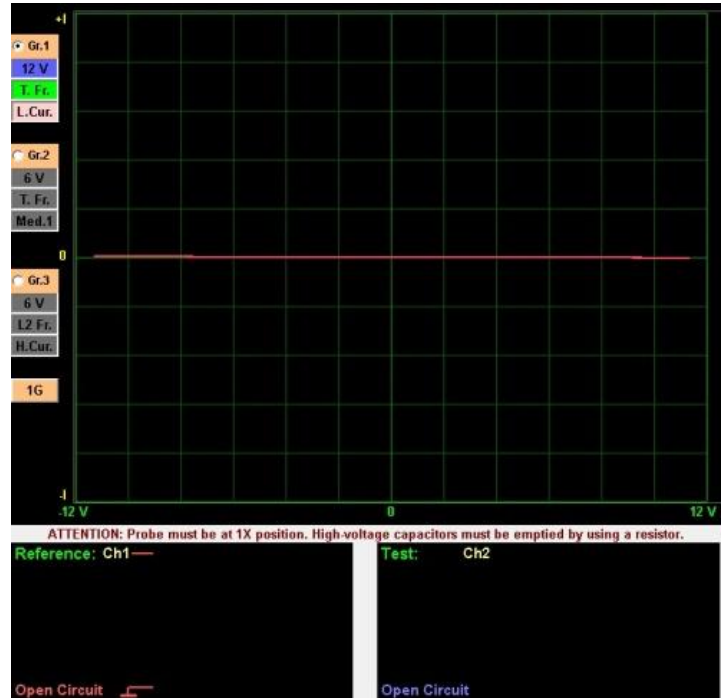 +I
Gr.1
12 V
T. Fr.
L.Cur.
Gr.2
6 V
T. Fr.
Med.1
0
Gr.3
6 V
L2 Fr.
H.Cur.
1G
-I
-12 V 0 12 V
ATTENTION: Probe must be at 1X position. High-voltage capacitors must be emptied by using a resistor.
Reference: Ch1
Test: Ch2
Open Circuit
Open Circuit